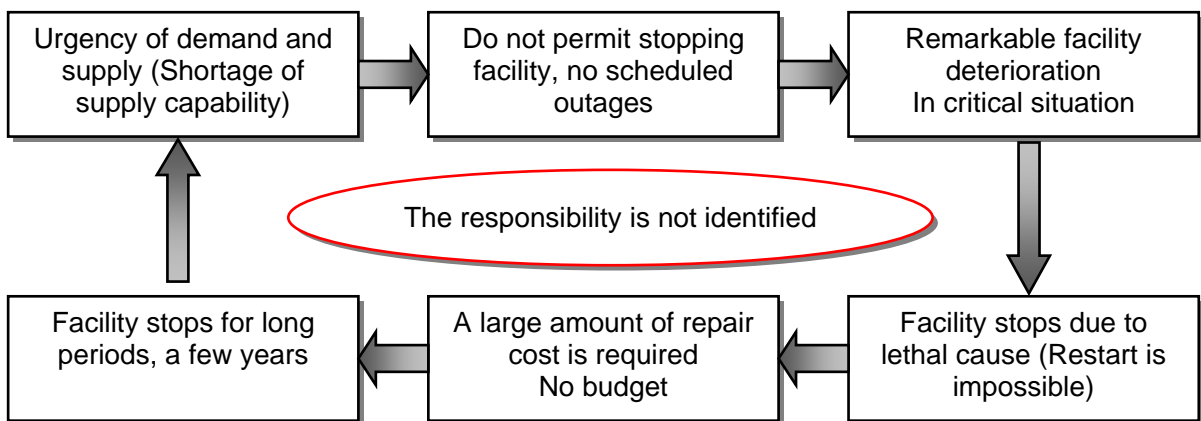 Urgency of demand and
supply (Shortage of
supply capability)
Do not permit stopping
facility, no scheduled
outages
Remarkable facility
deterioration
In critical situation
The responsibility is not identified
Facility stops for long
periods, a few years
A large amount of repair
cost is required
No budget
Facility stops due to
lethal cause (Restart is
impossible)